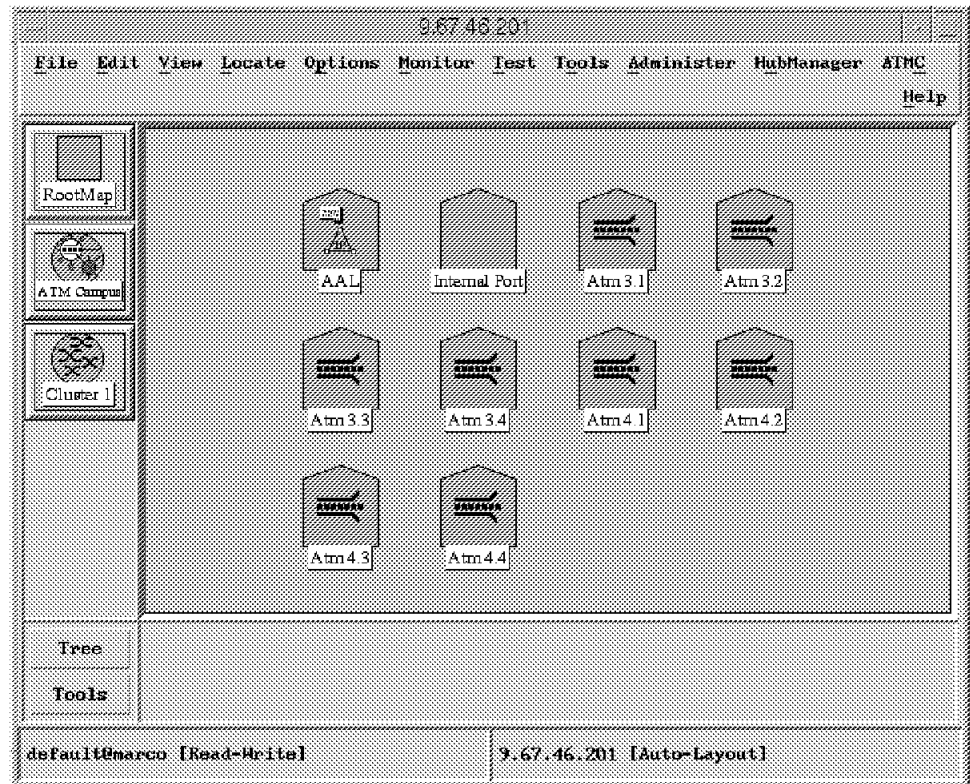 9.67.46.201
File Edit View Locate Options Monitor Test Tools Administer HubManager ATMC
Help
RootMap
ATM Campus
Cluster 1
AAL Internal Port Atm 3.1 Atm 3.2
Atm 3.3 Atm 3.4 Atm 4.1 Atm 4.2
Atm 4.3 Atm 4.4
Tree
Tools
default@marco [Read-Write] 9.67.46.201 [Auto-Layout]